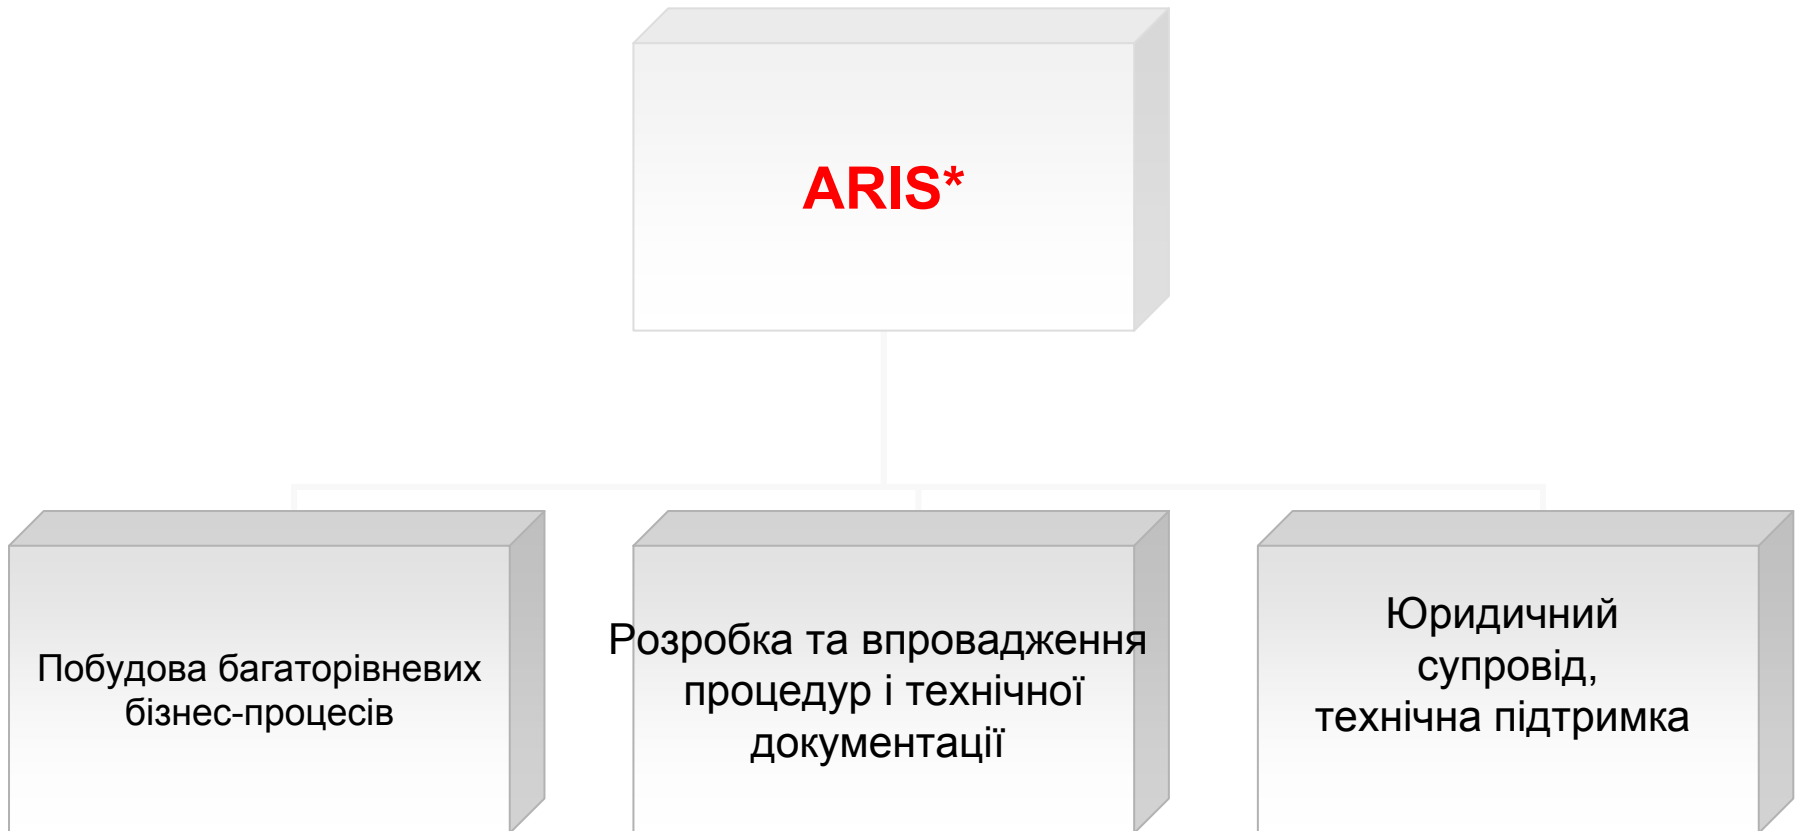 ARIS*
Побудова багаторівневих
бізнес-процесів
Розробка та впровадження
процедур і технічної
документації
Юридичний
супровід,
технічна підтримка